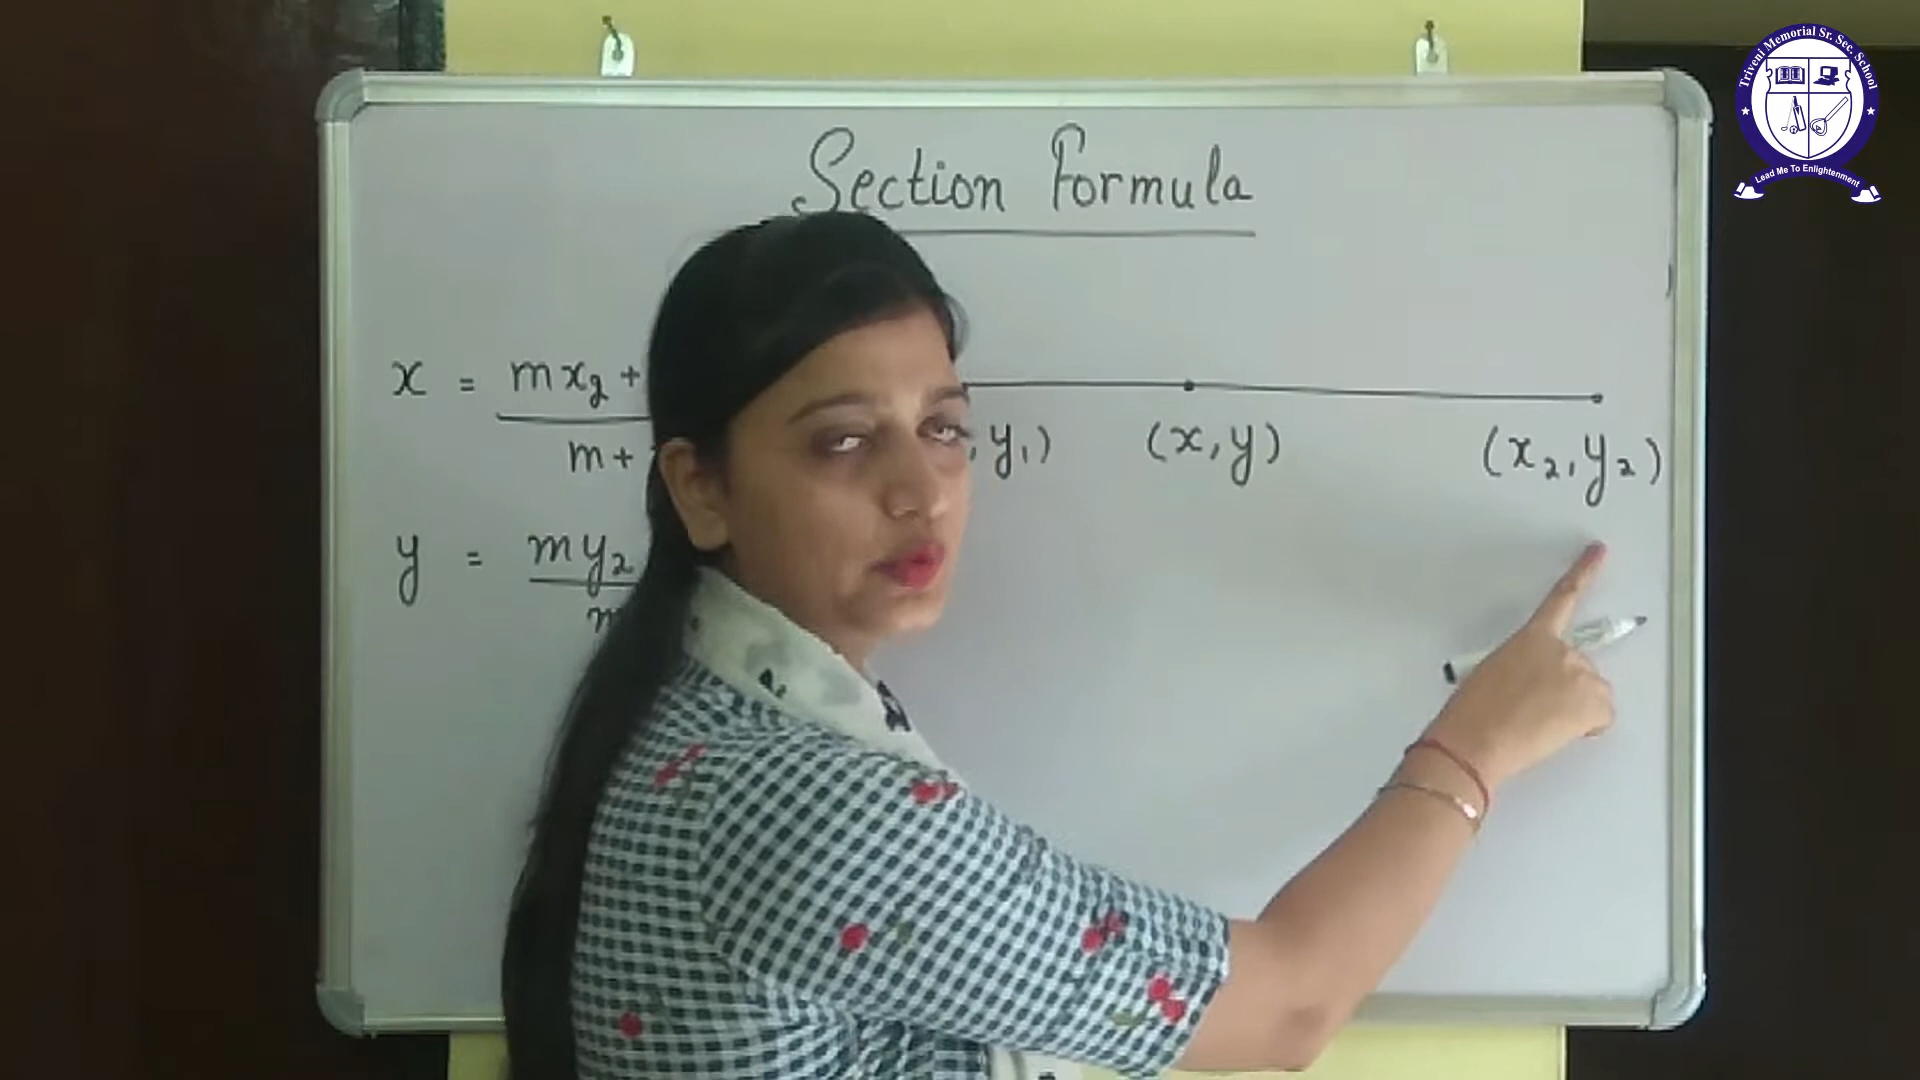 Triveni Memorial Sr. Sec. School
Lead Me To Enlightenment
Section Formula
x = mx2 +
m +
y = my2
m
, y1) (x, y) (x2, y2)